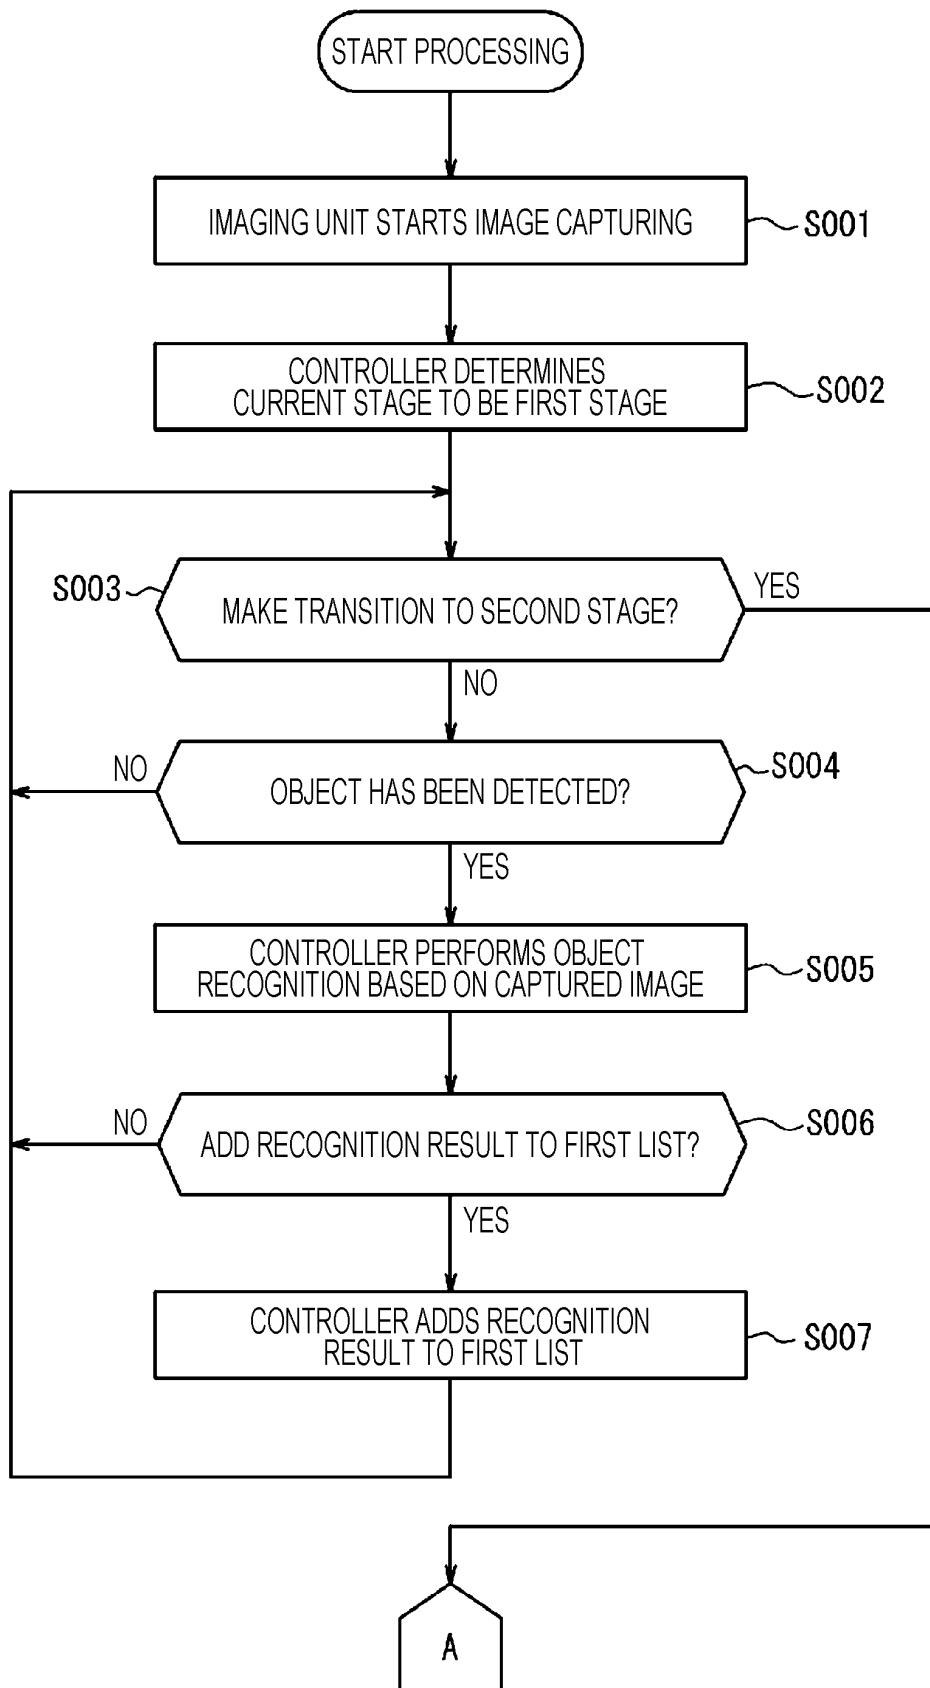 START PROCESSING
IMAGING UNIT STARTS IMAGE CAPTURING
S001
CONTROLLER DETERMINES
CURRENT STAGE TO BE FIRST STAGE
S002
S003
MAKE TRANSITION TO SECOND STAGE?
YES
NO
NO
OBJECT HAS BEEN DETECTED?
S004
YES
CONTROLLER PERFORMS OBJECT
RECOGNITION BASED ON CAPTURED IMAGE
S005
NO
ADD RECOGNITION RESULT TO FIRST LIST?
S006
YES
CONTROLLER ADDS RECOGNITION
RESULT TO FIRST LIST
S007
A